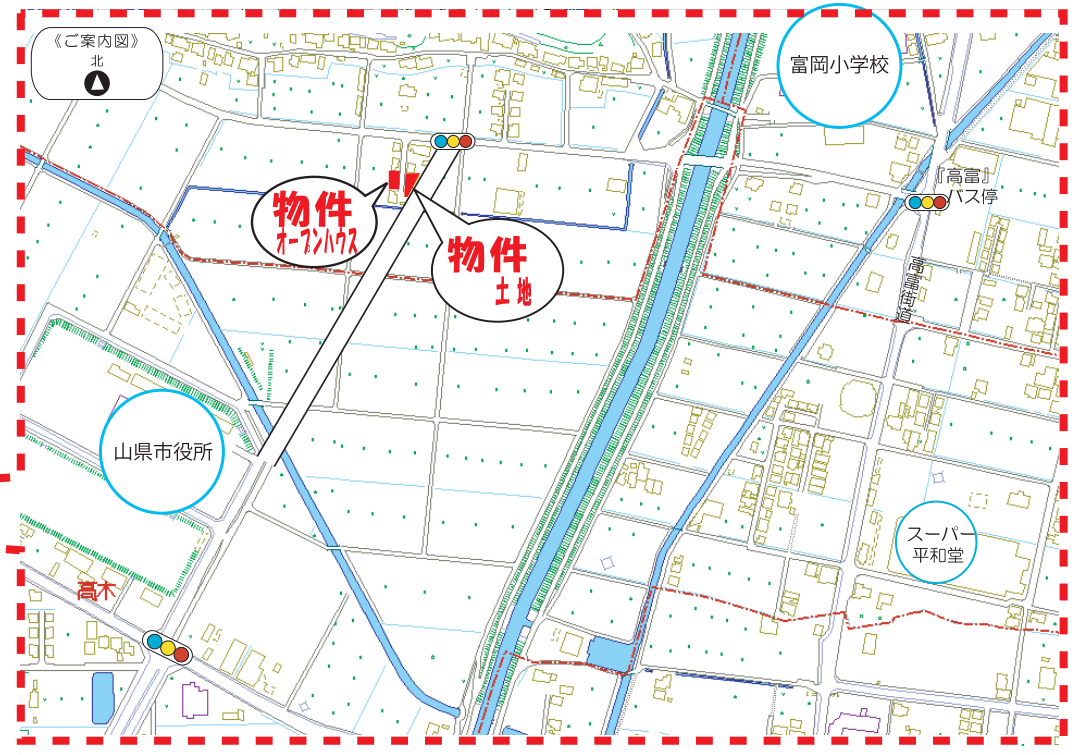 《ご案内図》
北
富岡小学校
『高富』
バス停
物件
オープンハウス
物件
土地
高富街道
山県市役所
スーパー
平和堂
高木